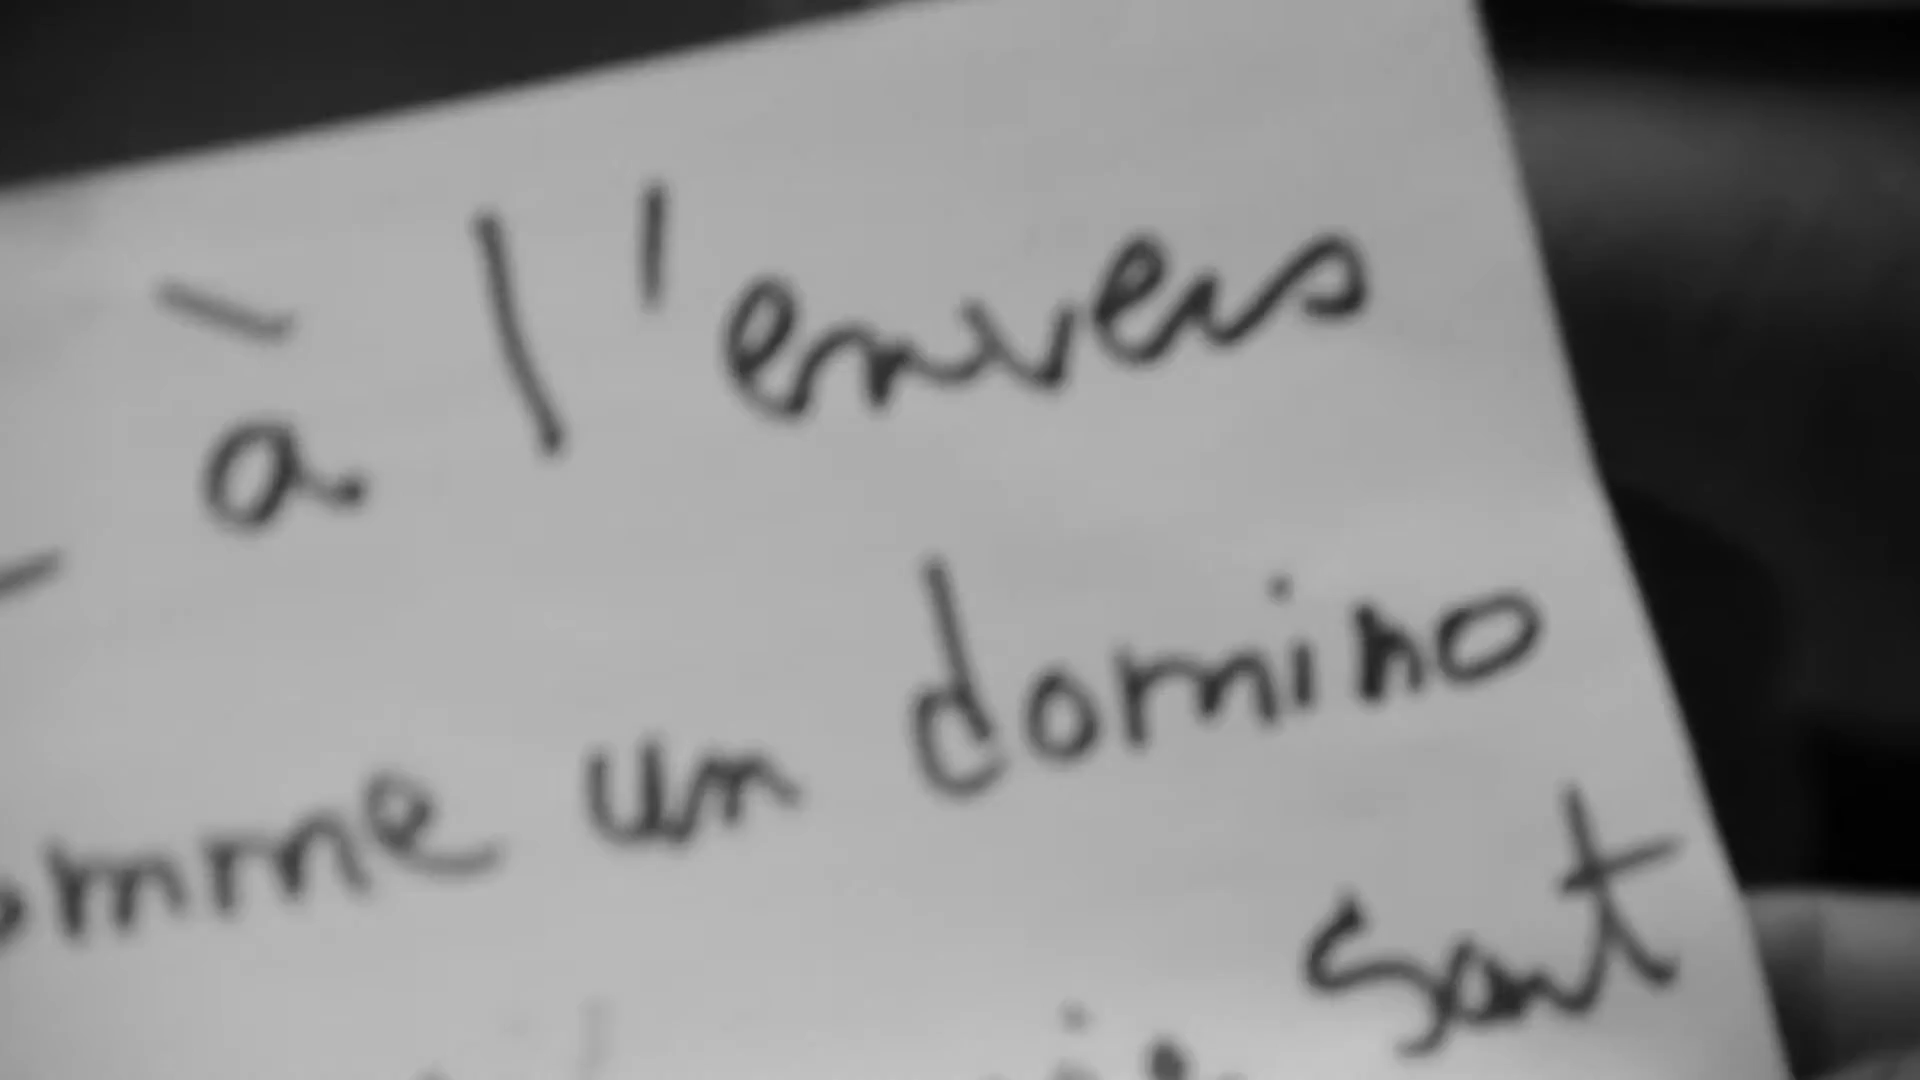 à l'envers
omme un domino
sont